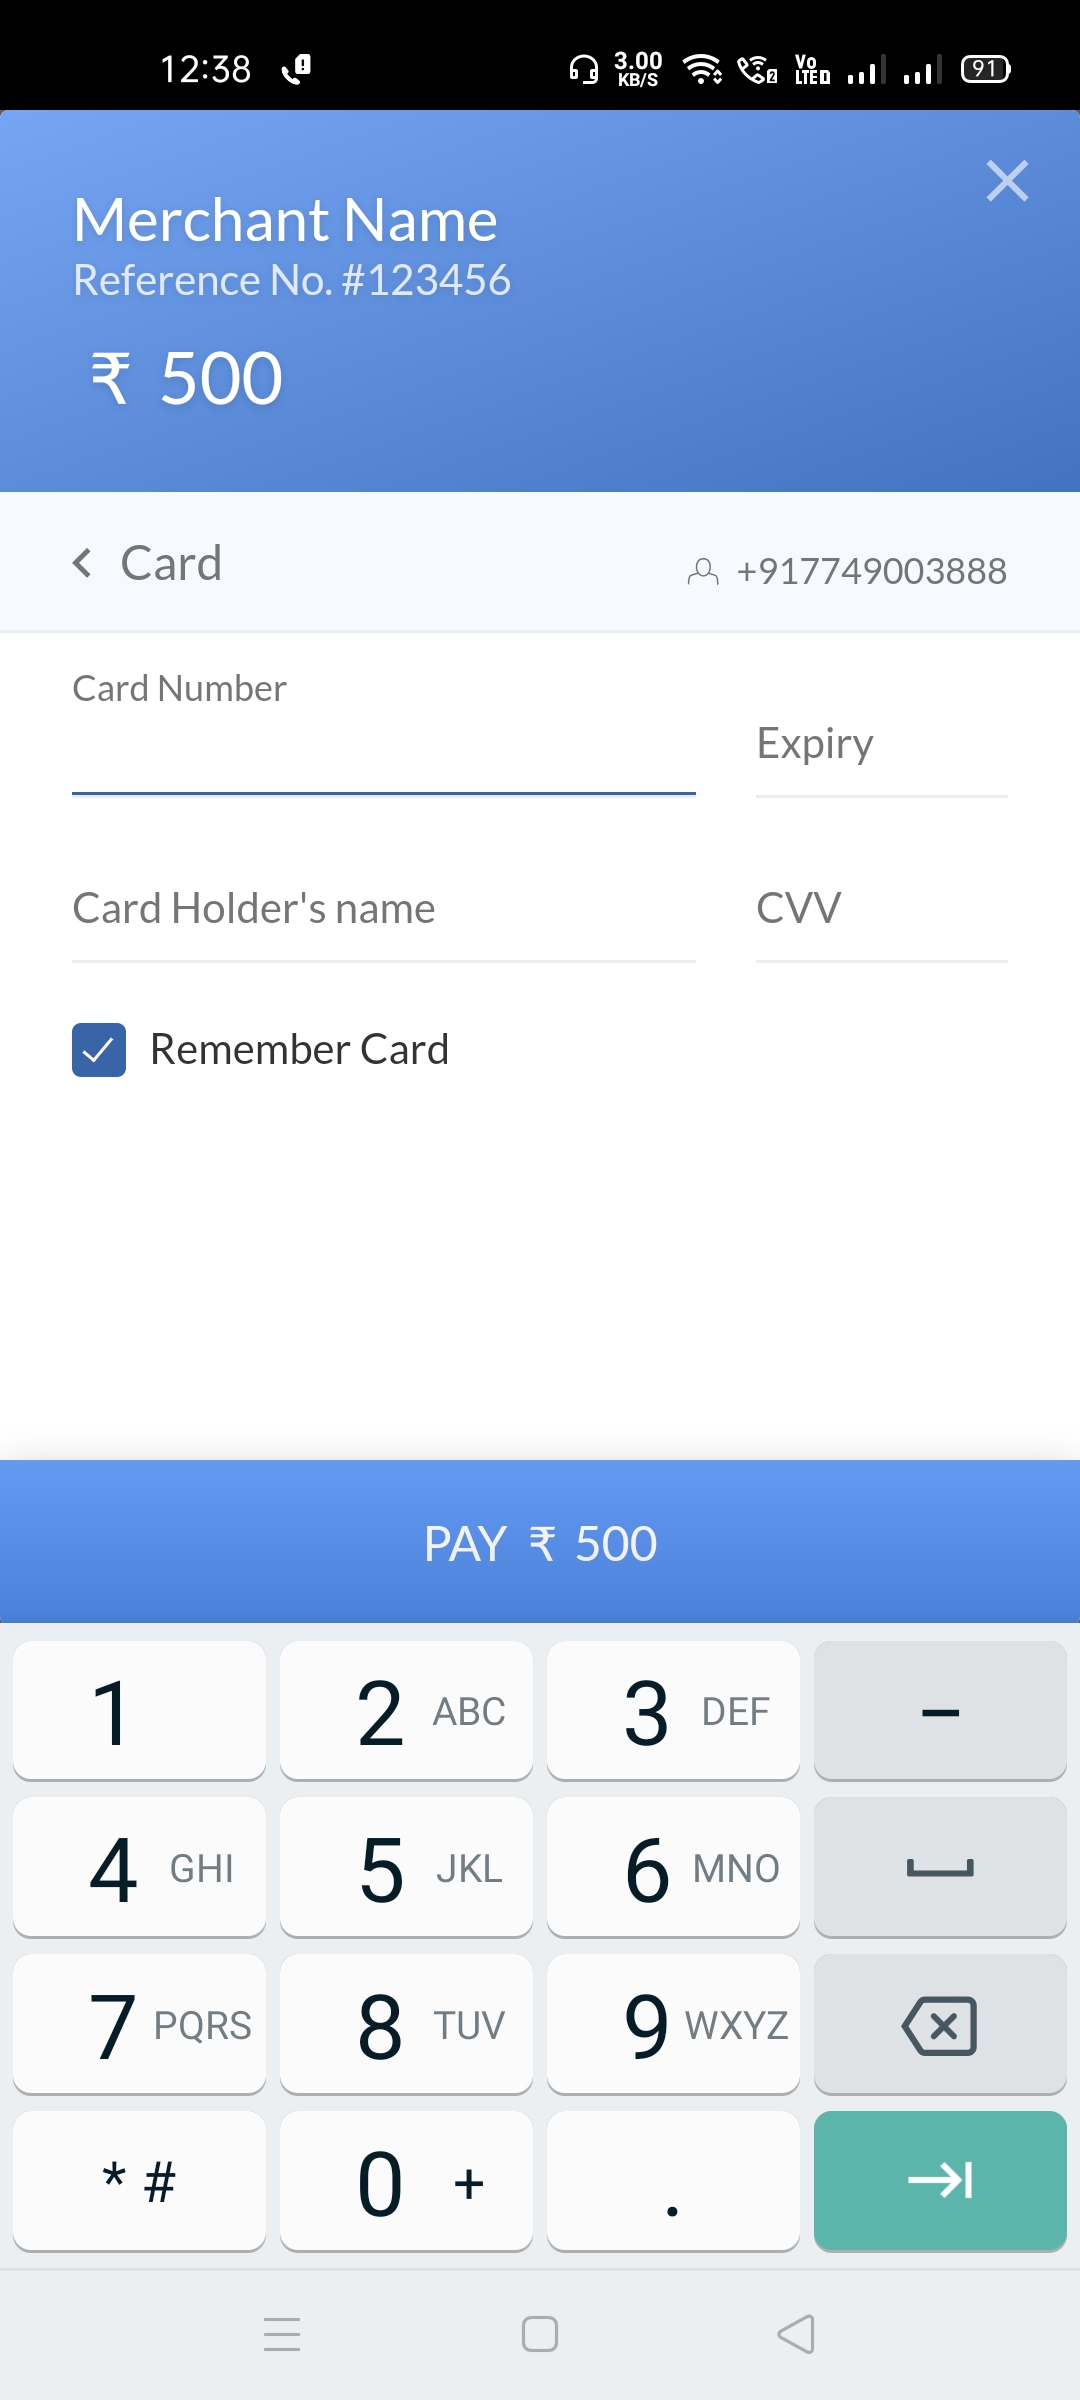 12:38 3.00 KB/S Vo LTE 91
Merchant Name
Reference No. #123456
₹ 500
Card +917749003888
Card Number
Expiry
Card Holder's name CVV
Remember Card
PAY ₹ 500
1 2 ABC 3 DEF –
4 GHI 5 JKL 6 MNO
7 PQRS 8 TUV 9 WXYZ
* # 0 + .